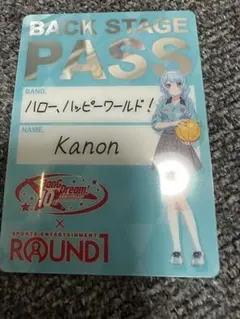 BACK STAGE
PASS
BAND.
ハロー、ハッピーワールド!
NAME.
Kanon
BanG Dream!
10th
×
SPORTS ENTERTAINMENT
ROUND1